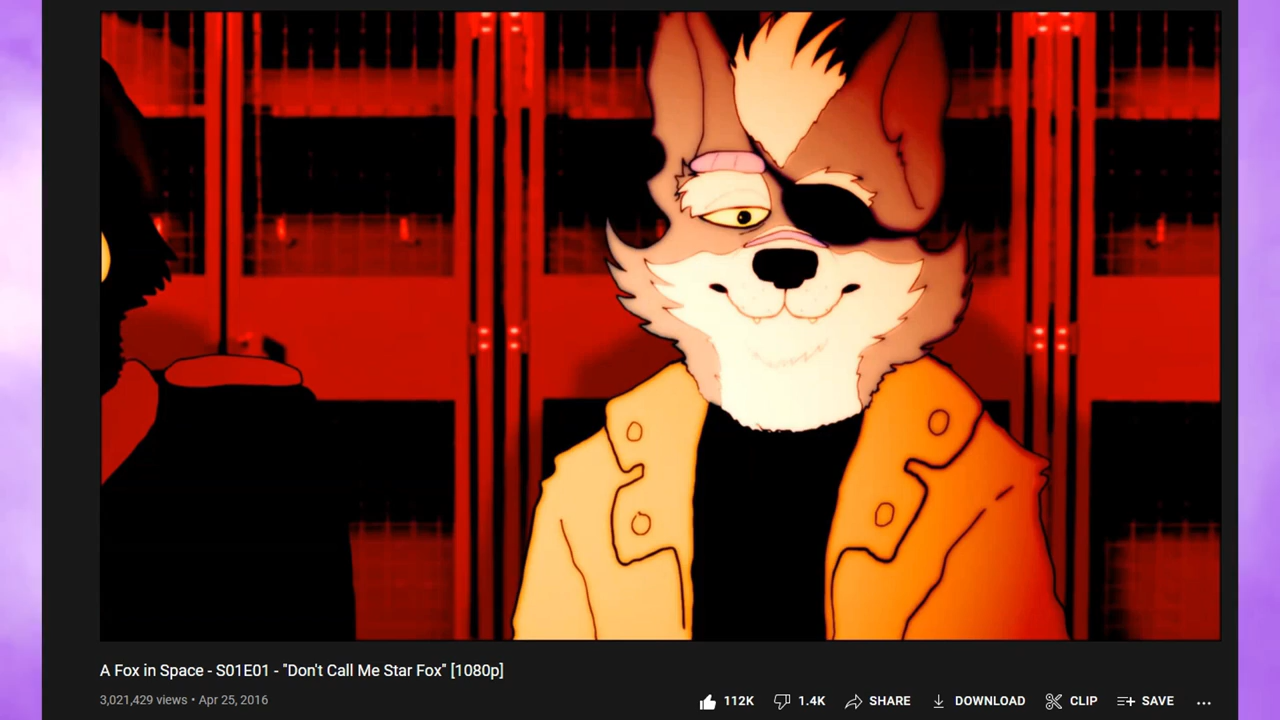 A Fox in Space - S01E01 - "Don't Call Me Star Fox" [1080p]
3,021,429 views • Apr 25, 2016
112K 1.4K SHARE DOWNLOAD CLIP SAVE